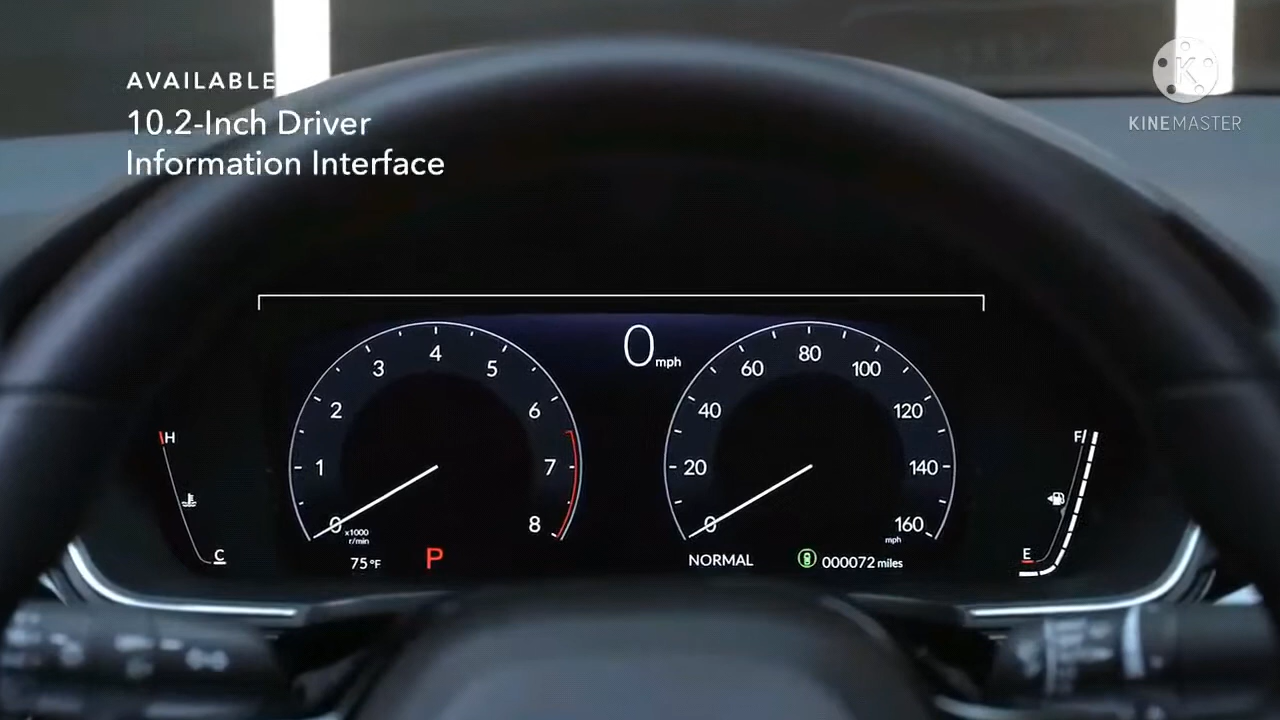 AVAILABLE
10.2-Inch Driver
Information Interface
K
KINEMASTER
0 mph
0 1 2 3 4 5 6 7 8
x1000
r/min
0 20 40 60 80 100 120 140 160
mph
H
C
F
E
75 °F
P
NORMAL
000072 miles